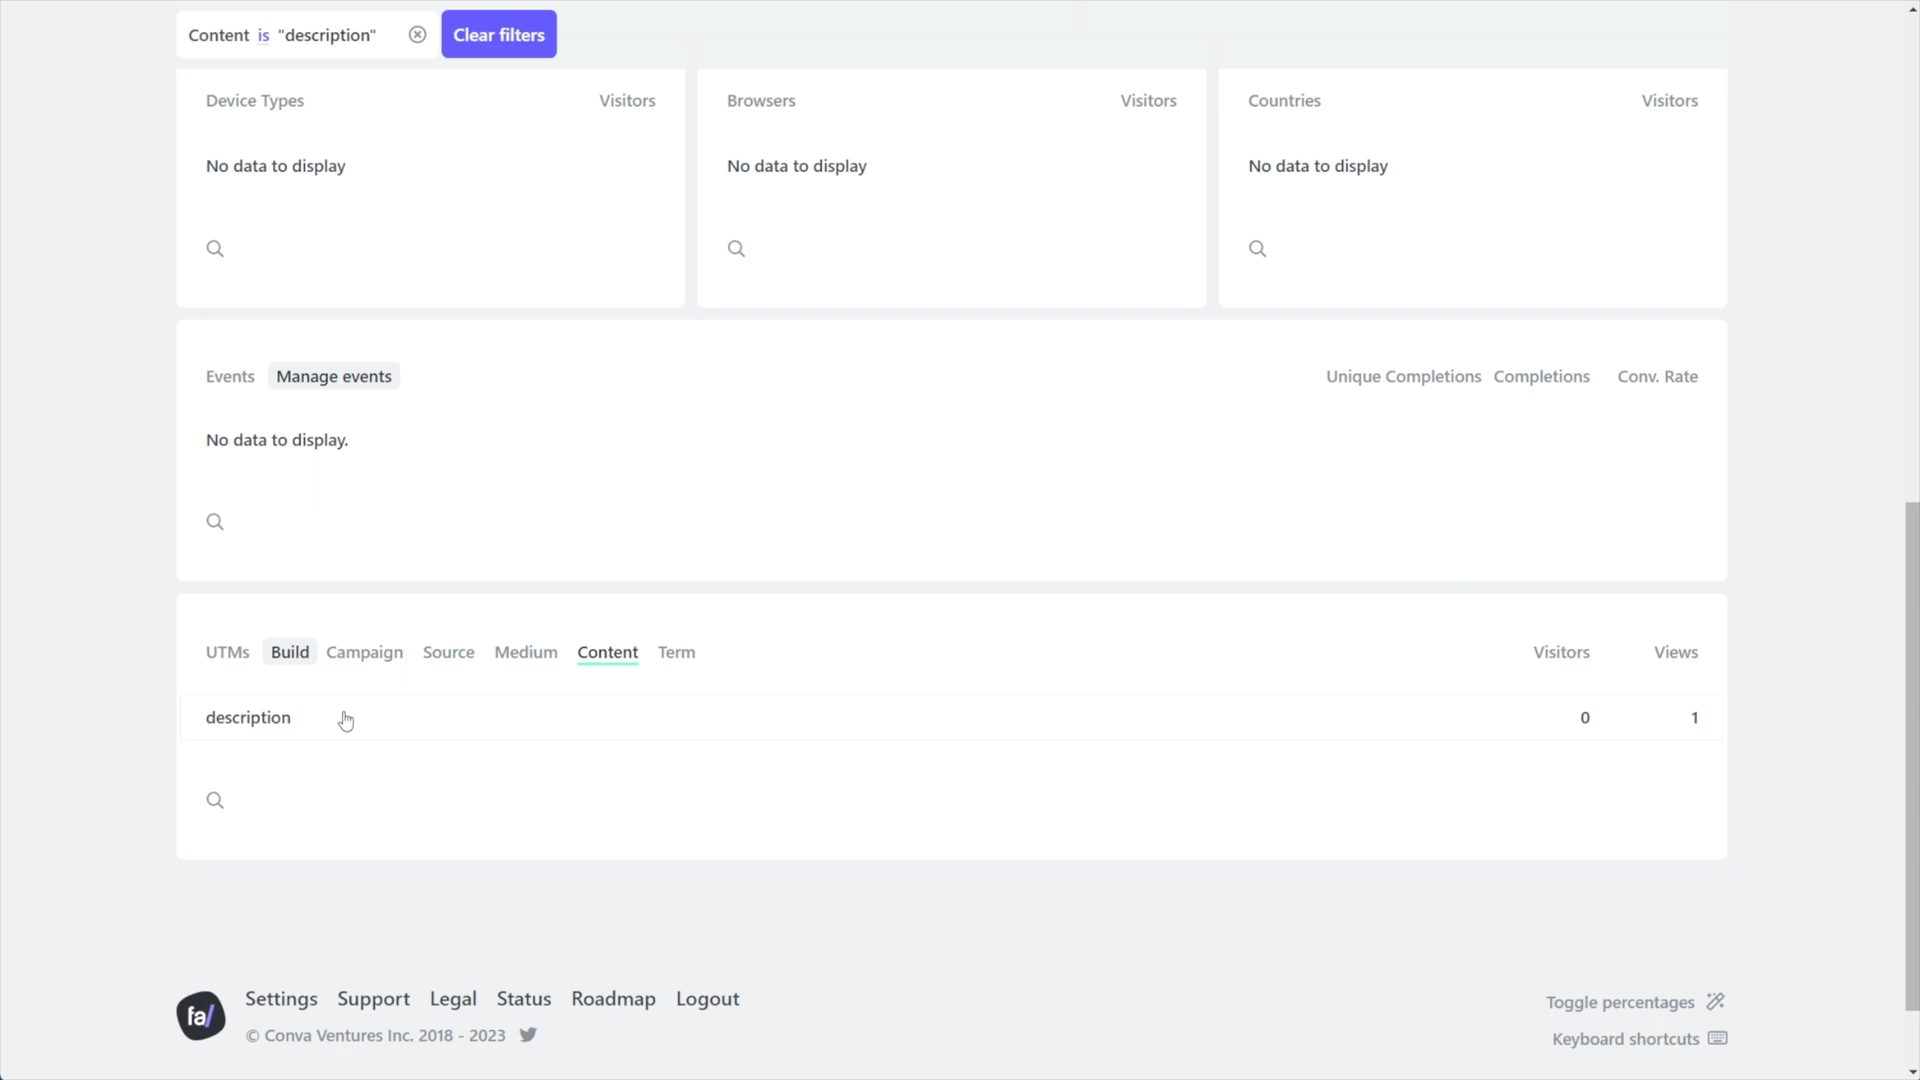 Content is "description" Clear filters
Device Types Visitors
No data to display
Browsers Visitors
No data to display
Countries Visitors
No data to display
Events Manage events Unique Completions Completions Conv. Rate
No data to display.
UTMs Build Campaign Source Medium Content Term Visitors Views
description 0 1
fa/
Settings Support Legal Status Roadmap Logout
© Conva Ventures Inc. 2018 - 2023
Toggle percentages
Keyboard shortcuts